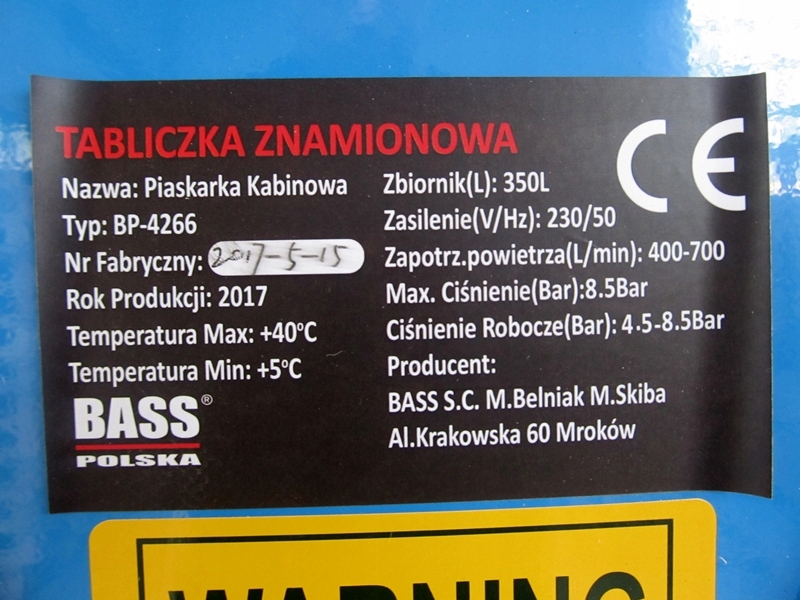 TABLICZKA ZNAMIONOWA
Nazwa: Piaskarka Kabinowa
Typ: BP-4266
Nr Fabryczny: 2017-5-15
Rok Produkcji: 2017
Temperatura Max: +40°C
Temperatura Min: +5°C
BASS®
POLSKA
CE
Zbiornik(L): 350L
Zasilenie(V/Hz): 230/50
Zapotrz.powietrza(L/min): 400-700
Max. Ciśnienie(Bar):8.5Bar
Ciśnienie Robocze(Bar): 4.5-8.5Bar
Producent:
BASS S.C. M.Belniak M.Skiba
Al.Krakowska 60 Mroków
WARNING